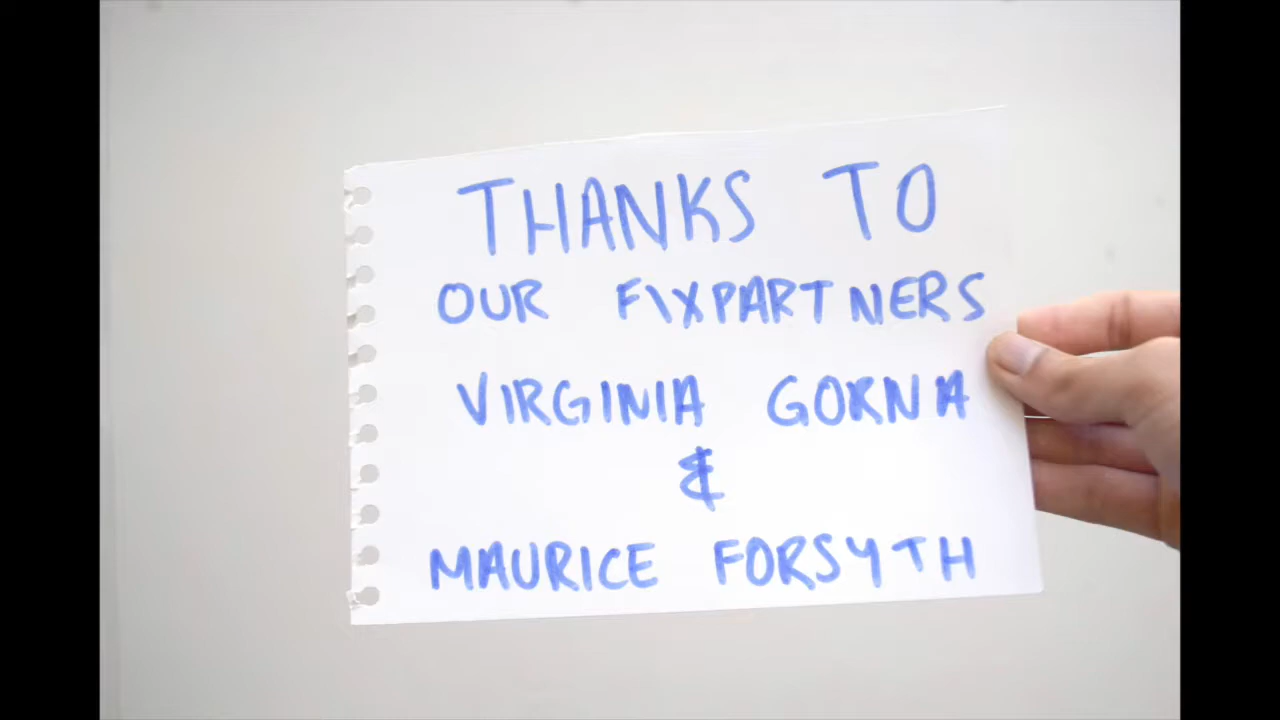 THANKS TO
OUR FIXPARTNERS
VIRGINIA GORNA
&
MAURICE FORSYTH